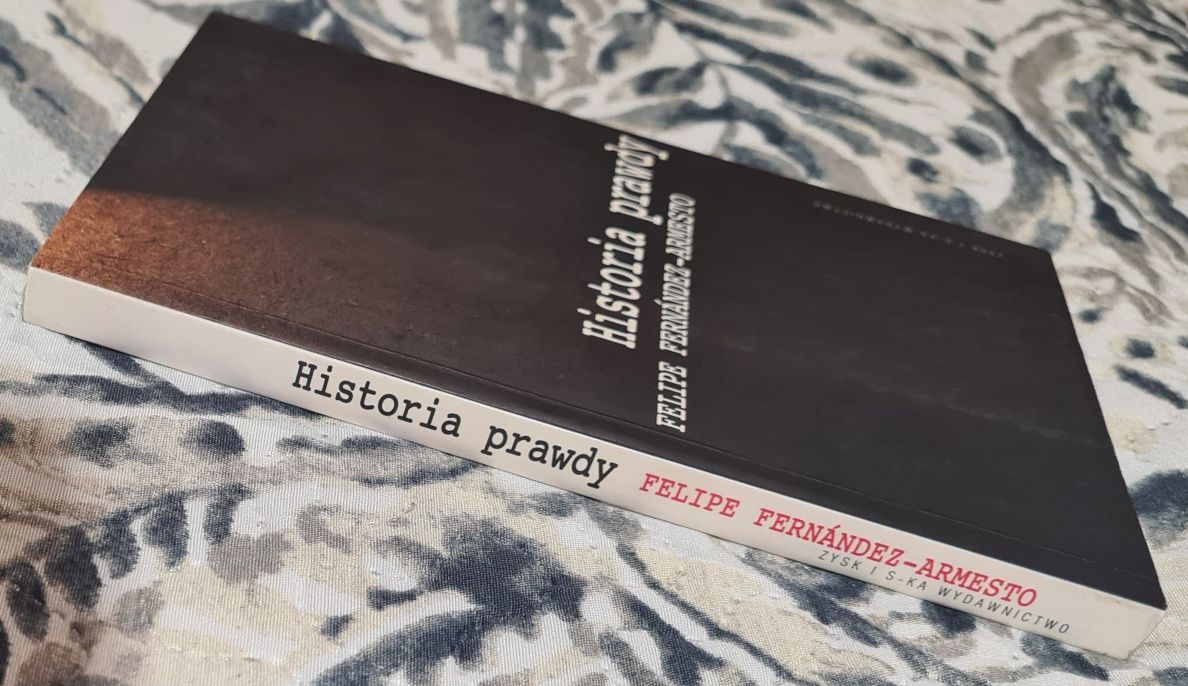 Historia prawdy
FELIPE FERNÁNDEZ-ARMESTO
Historia prawdy
FELIPE FERNÁNDEZ-ARMESTO
ZYSK I S-KA WYDAWNICTWO